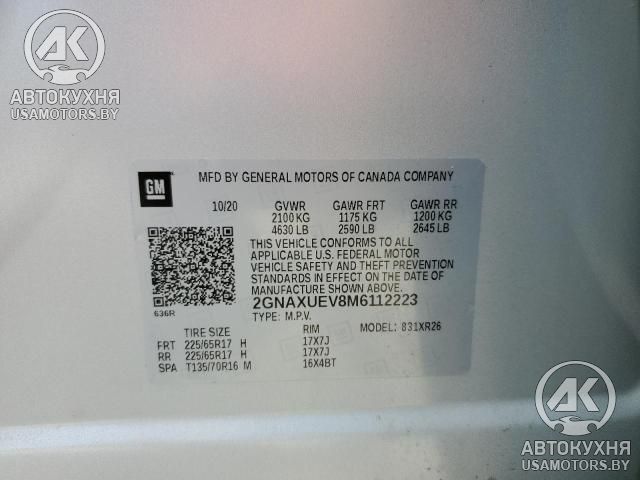 AK
АВТОКУХНЯ
USAMOTORS.BY
GM
MFD BY GENERAL MOTORS OF CANADA COMPANY
10/20 GVWR GAWR FRT GAWR RR
2100 KG 1175 KG 1200 KG
4630 LB 2590 LB 2645 LB
THIS VEHICLE CONFORMS TO ALL
APPLICABLE U.S. FEDERAL MOTOR
VEHICLE SAFETY AND THEFT PREVENTION
STANDARDS IN EFFECT ON THE DATE OF
MANUFACTURE SHOWN ABOVE.
636R
2GNAXUEV8M6112223
TYPE: M.P.V. MODEL: 831XR26
TIRE SIZE RIM
FRT 225/65R17 H 17X7J
RR 225/65R17 H 17X7J
SPA T135/70R16 M 16X4BT
AK
АВТОКУХНЯ
USAMOTORS.BY